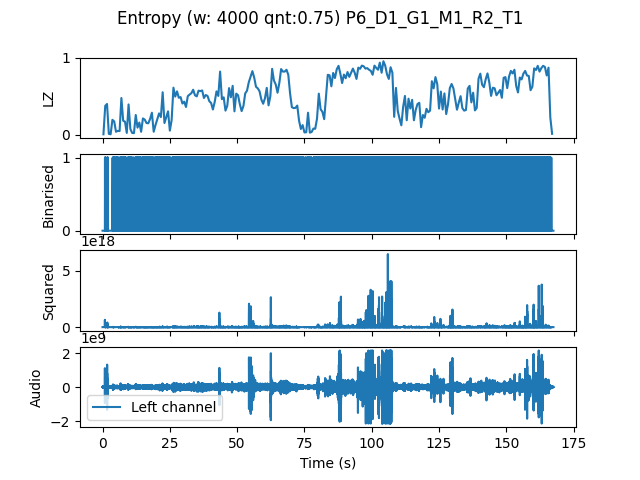 Entropy (w: 4000 qnt:0.75) P6_D1_G1_M1_R2_T1
1
LZ
0
1
Binarised
0
1e18
5
Squared
0
1e9
2
Audio
0
−2
Left channel
0 25 50 75 100 125 150 175
Time (s)